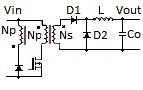 Vin D1 L Vout
Np Np Ns D2 Co